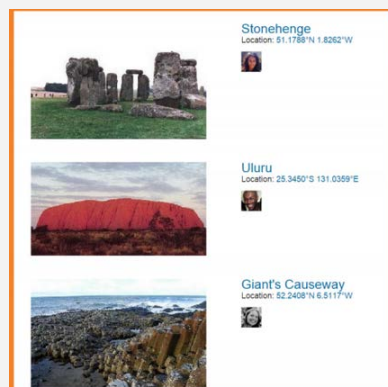 Stonehenge
Location: 51.1788°N 1.8262°W
Uluru
Location: 25.3450°S 131.0359°E
Giant's Causeway
Location: 52.2408°N 6.5117°W